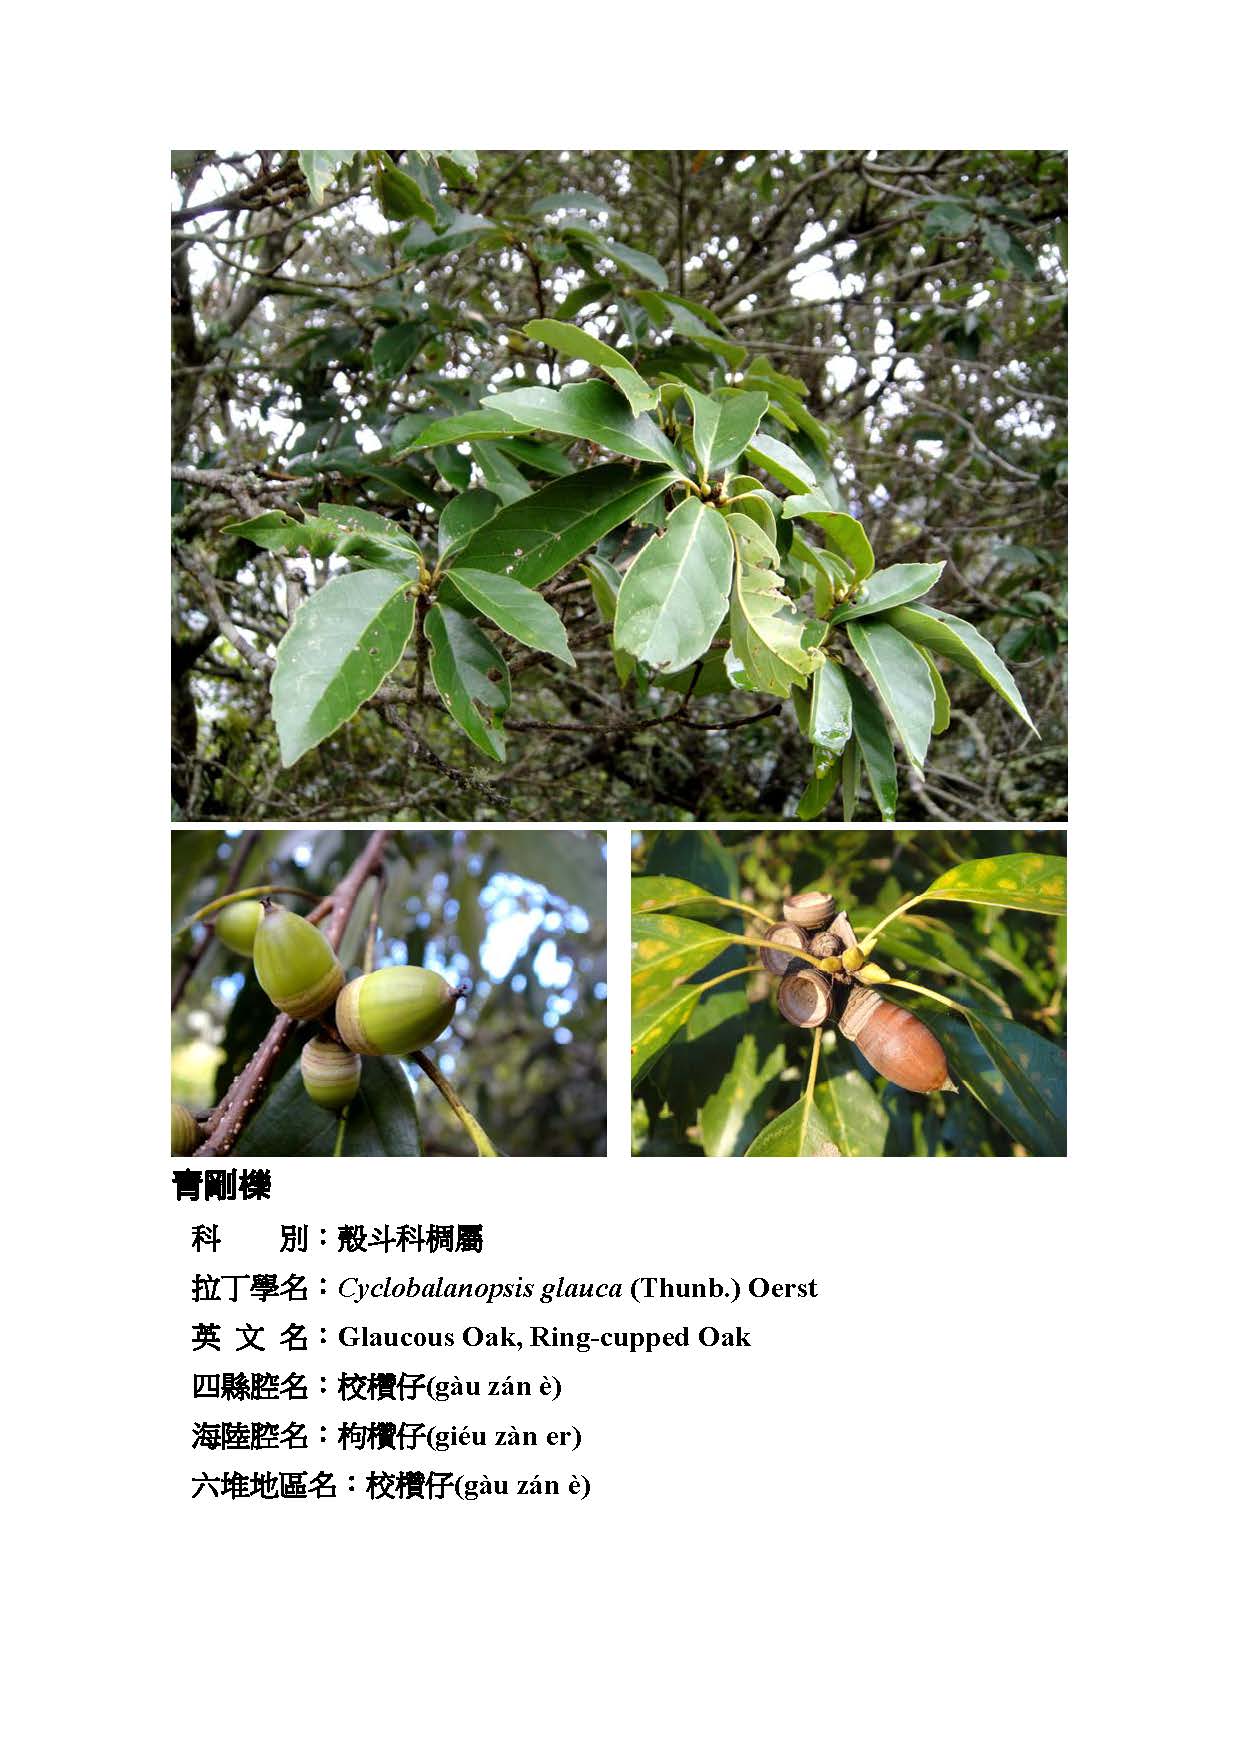 青剛櫟
科　　別：殼斗科椆屬
拉丁學名：Cyclobalanopsis glauca (Thunb.) Oerst
英 文 名：Glaucous Oak, Ring-cupped Oak
四縣腔名：校欑仔(gàu zán è)
海陸腔名：枸欑仔(giéu zàn er)
六堆地區名：校欑仔(gàu zán è)